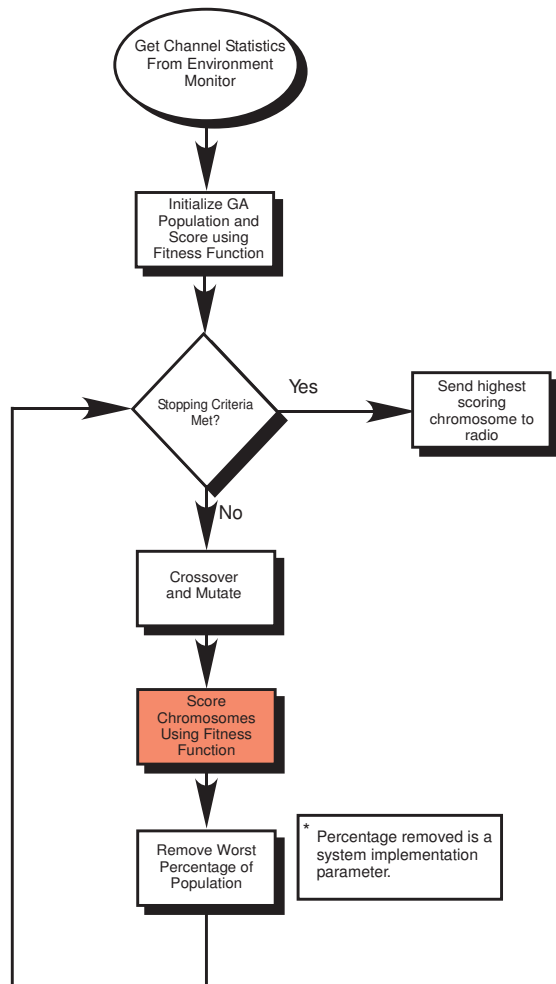 Get Channel Statistics
From Environment
Monitor
Initialize GA
Population and
Score using
Fitness Function
Stopping Criteria
Met?
Yes
Send highest
scoring
chromosome to
radio
No
Crossover
and Mutate
Score
Chromosomes
Using Fitness
Function
Remove Worst
Percentage of
Population
* Percentage removed is a
system implementation
parameter.